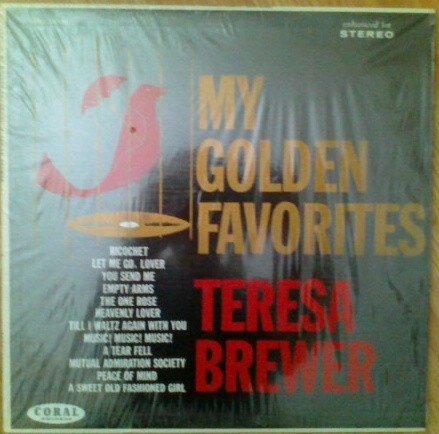 enhanced for
STEREO
MY
GOLDEN
FAVORITES
RICOCHET
LET ME GO, LOVER
YOU SEND ME
EMPTY ARMS
THE ONE ROSE
HEAVENLY LOVER
TILL I WALTZ AGAIN WITH YOU
MUSIC! MUSIC! MUSIC!
A TEAR FELL
MUTUAL ADMIRATION SOCIETY
PEACE OF MIND
A SWEET OLD FASHIONED GIRL
TERESA
BREWER
CORAL
RECORDS